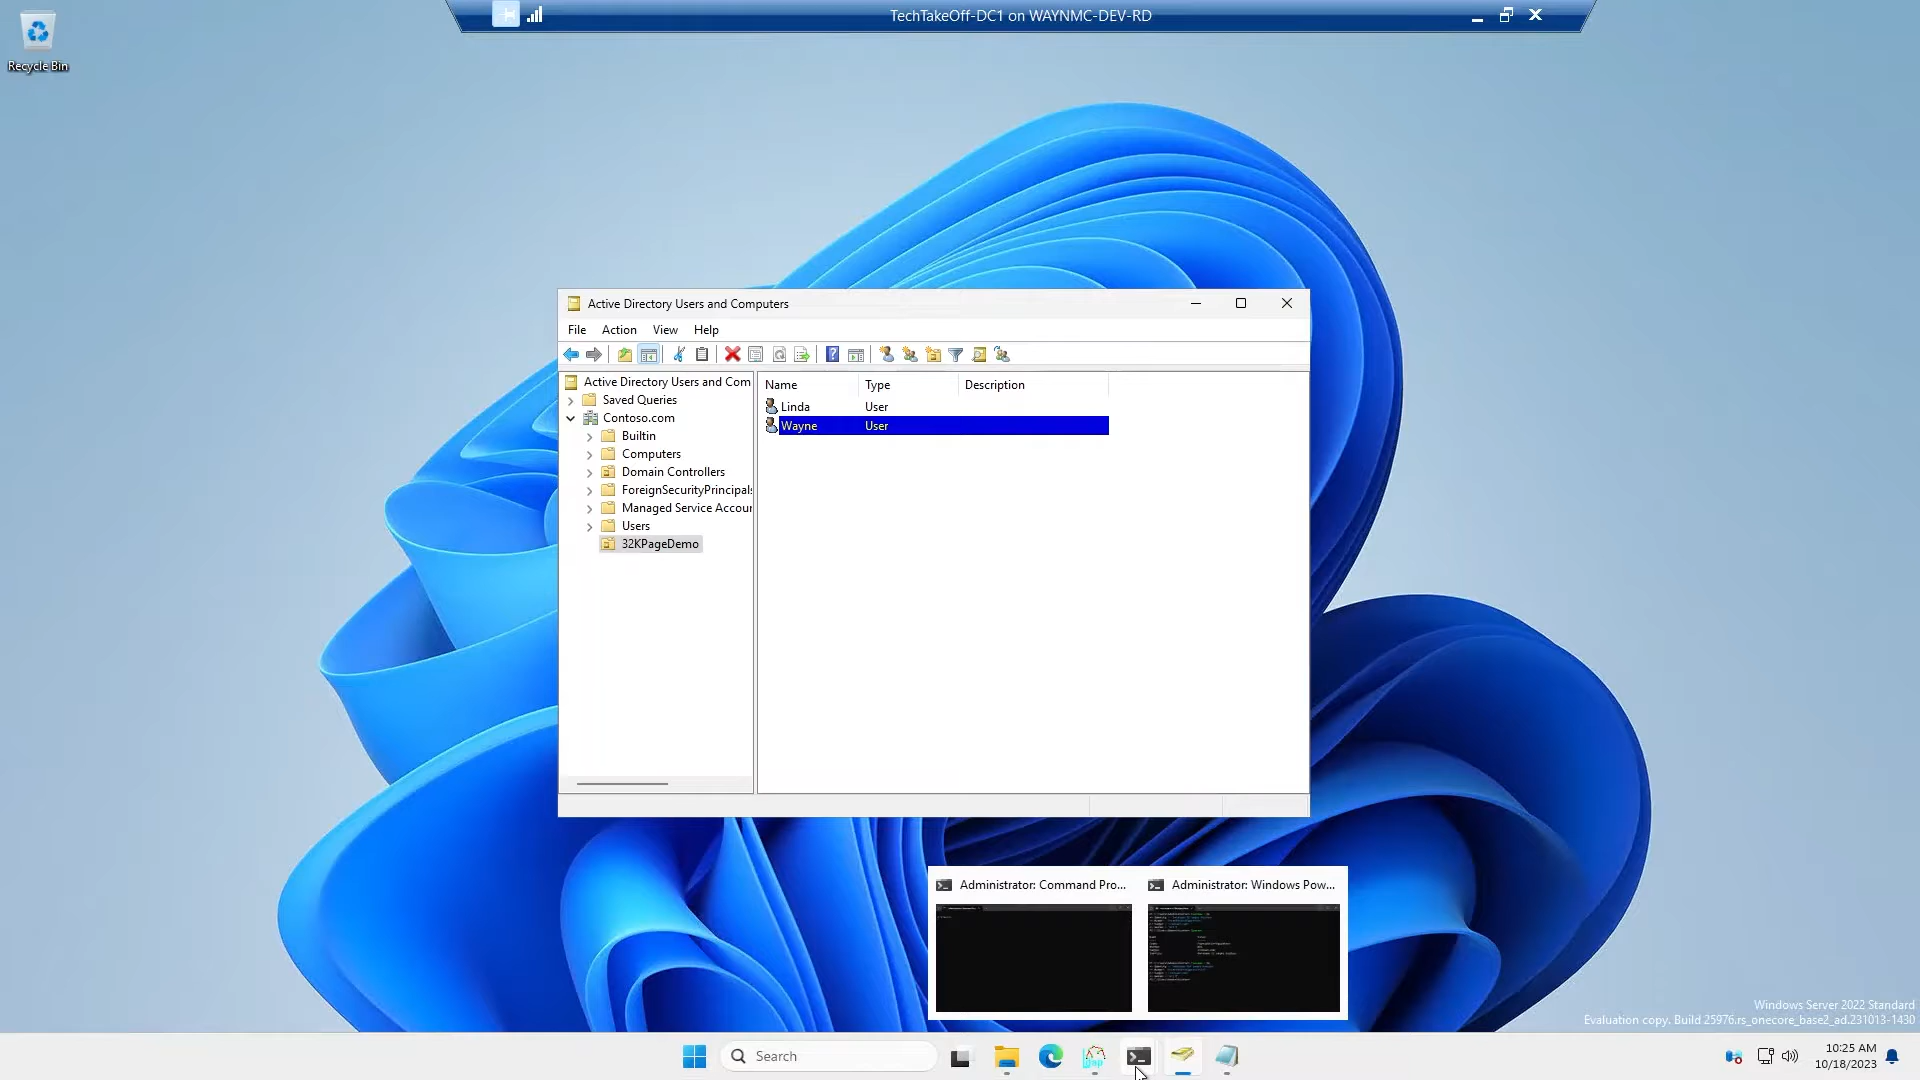 TechTakeOff-DC1 on WAYNMC-DEV-RD
Recycle Bin
Active Directory Users and Computers
File Action View Help
Active Directory Users and Com
Saved Queries
Contoso.com
Builtin
Computers
Domain Controllers
ForeignSecurityPrincipals
Managed Service Accour
Users
32KPageDemo
Name Type Description
Linda User
Wayne User
Administrator: Command Pro...
Administrator: Windows Pow...
Windows Server 2022 Standard
Evaluation copy. Build 25976.rs_onecore_base2_ad.231013-1430
Search
10:25 AM
10/18/2023